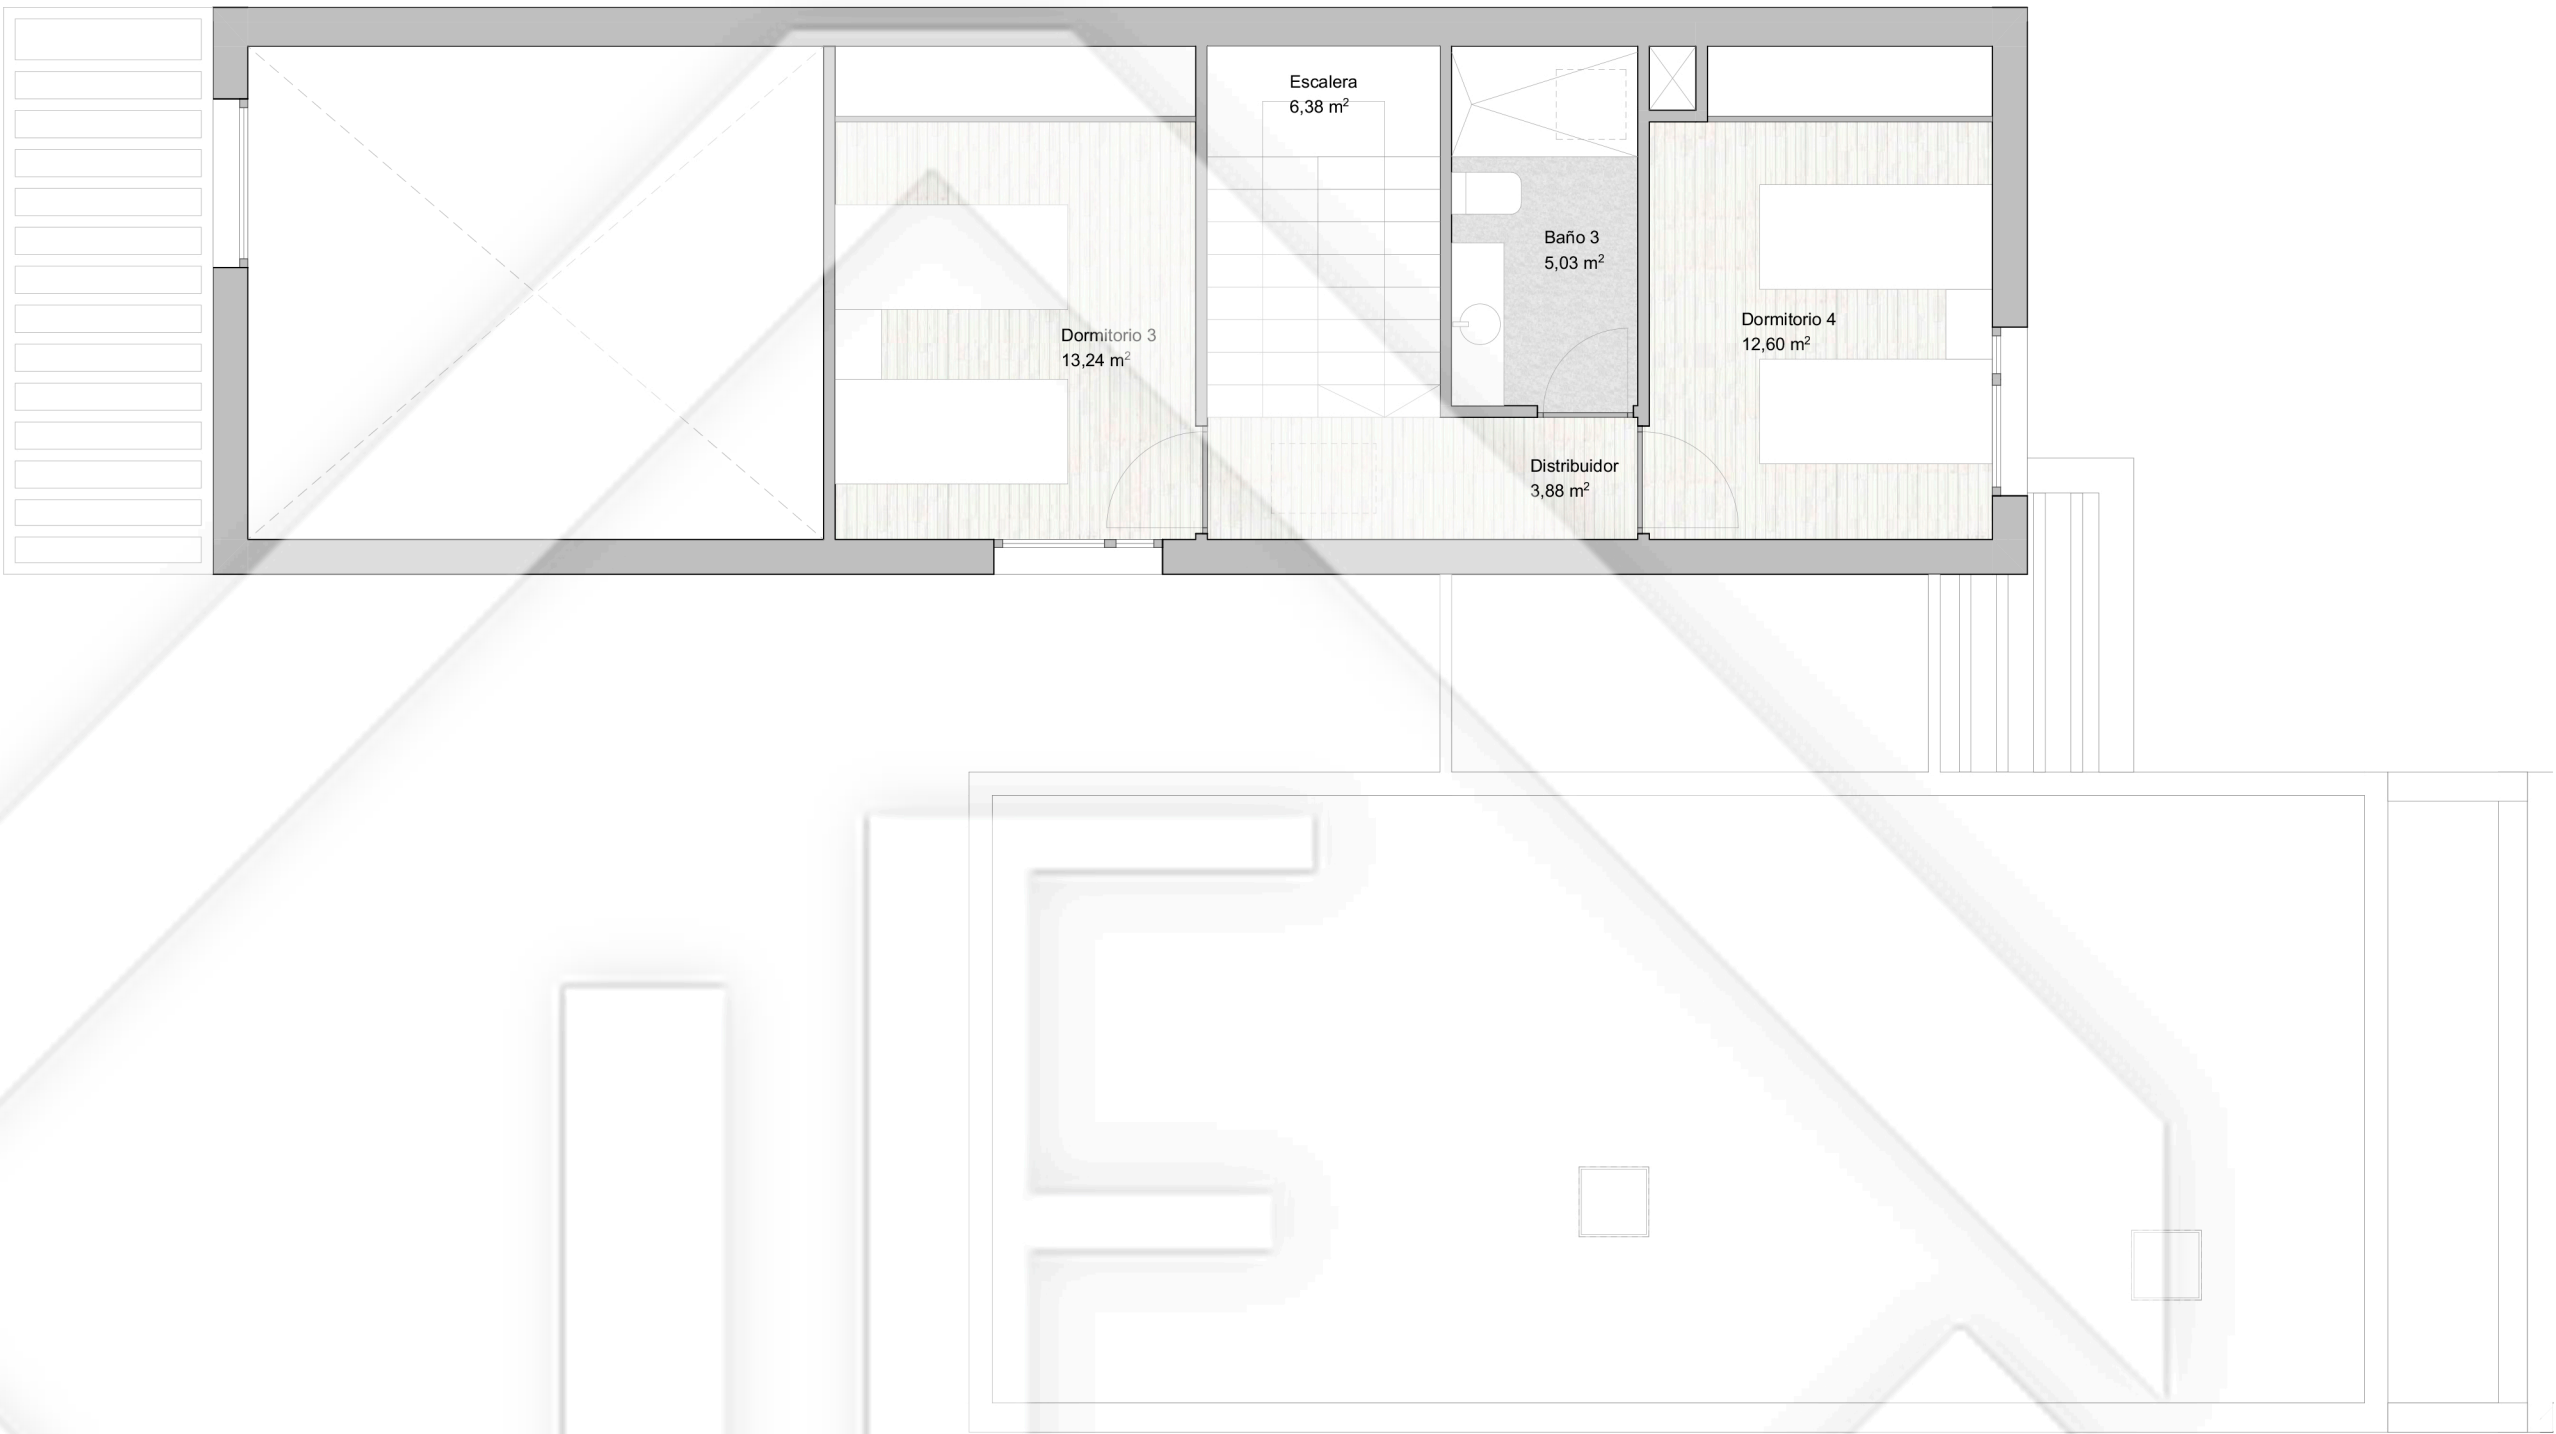 Escalera
6,38 m²
Baño 3
5,03 m²
Dormitorio 3
13,24 m²
Dormitorio 4
12,60 m²
Distribuidor
3,88 m²